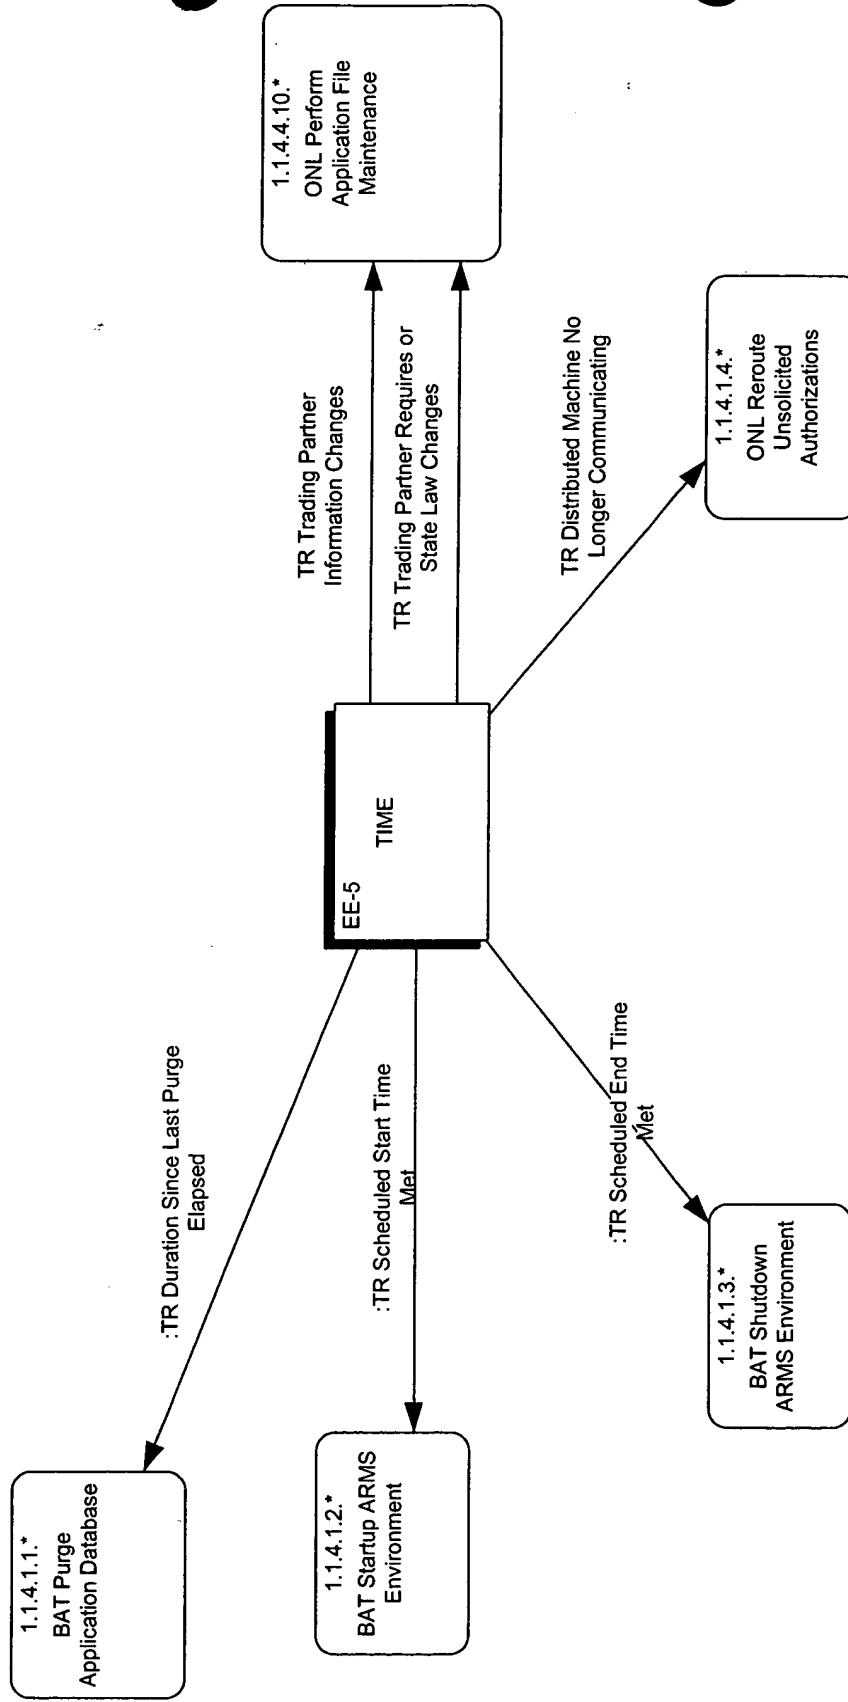 1.1.4.1.1.*
BAT Purge
Application Database
:TR Duration Since Last Purge
Elapsed
1.1.4.1.2.*
BAT Startup ARMS
Environment
:TR Scheduled Start Time
Met
1.1.4.1.3.*
BAT Shutdown
ARMS Environment
:TR Scheduled End Time
Met
EE-5
TIME
TR Trading Partner
Information Changes
TR Trading Partner Requires or
State Law Changes
TR Distributed Machine No
Longer Communicating
1.1.4.4.10.*
ONL Perform
Application File
Maintenance
1.1.4.1.4.*
ONL Reroute
Unsolicited
Authorizations